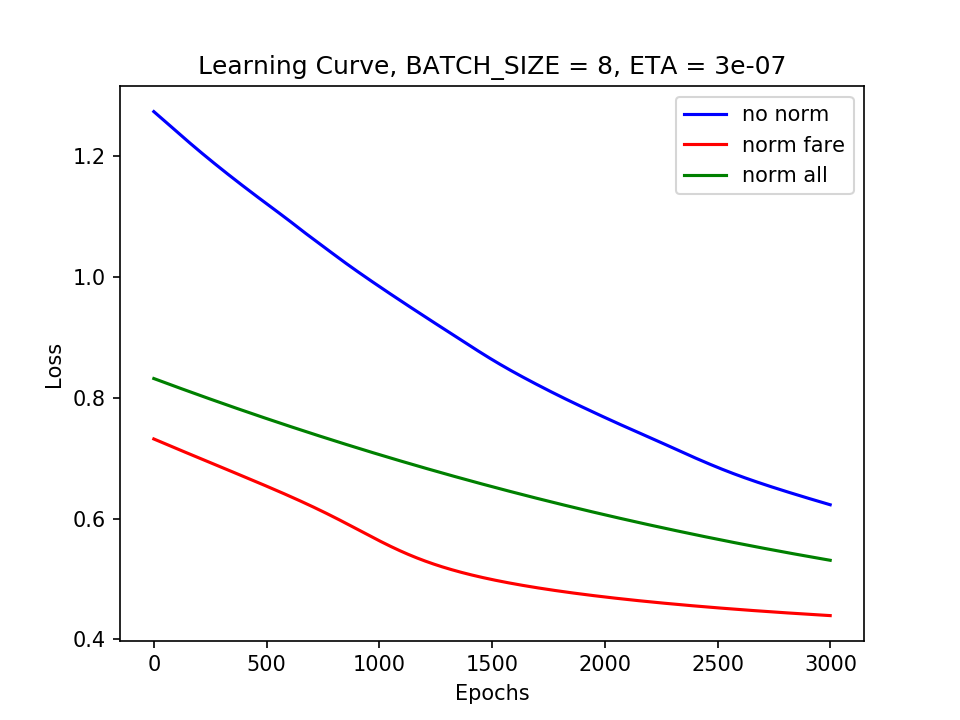 Learning Curve, BATCH_SIZE = 8, ETA = 3e-07
no norm
norm fare
norm all
1.2
1.0
0.8
0.6
0.4
Loss
0 500 1000 1500 2000 2500 3000
Epochs